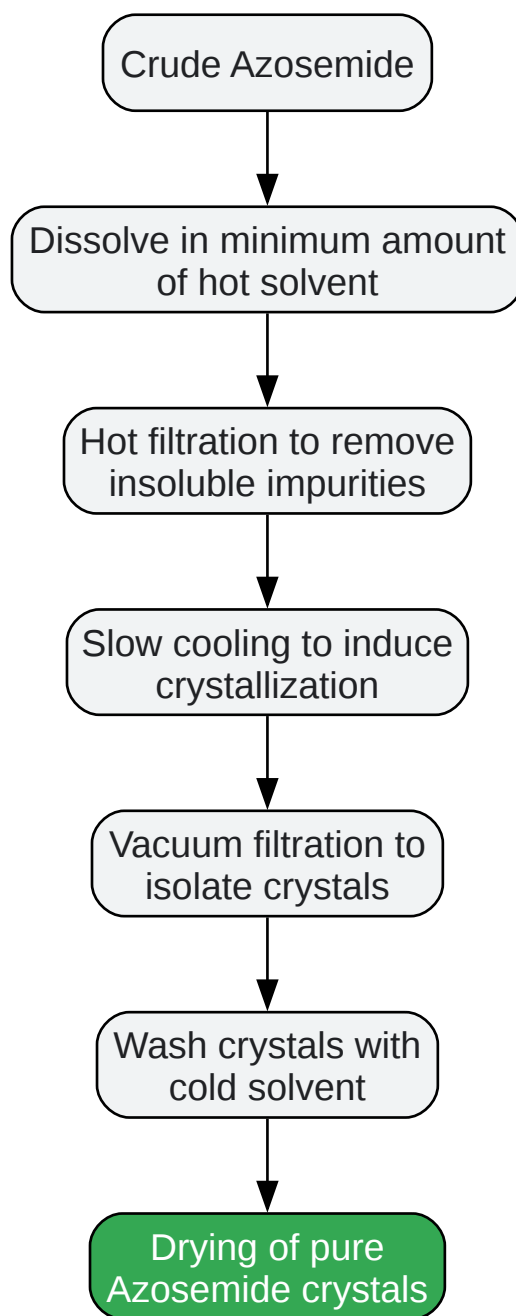 Crude Azosemide
Dissolve in minimum amount
of hot solvent
Hot filtration to remove
insoluble impurities
Slow cooling to induce
crystallization
Vacuum filtration to
isolate crystals
Wash crystals with
cold solvent
Drying of pure
Azosemide crystals